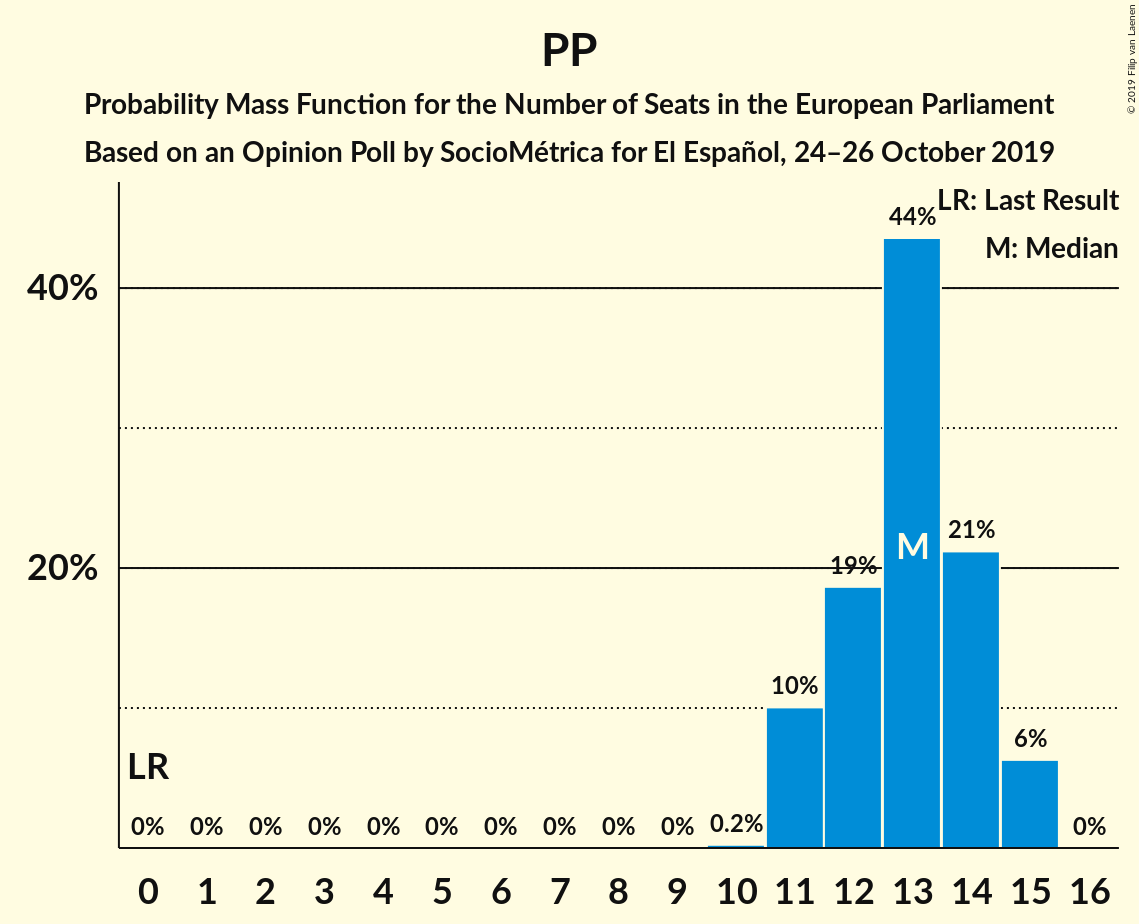 PP
Probability Mass Function for the Number of Seats in the European Parliament
Based on an Opinion Poll by SocioMétrica for El Español, 24–26 October 2019
© 2019 Filip van Laenen
LR: Last Result
M: Median
44%
40%
M
21%
20%
19%
10%
6%
LR
0% 0% 0% 0% 0% 0% 0% 0% 0% 0% 0.2% 0%
0 1 2 3 4 5 6 7 8 9 10 11 12 13 14 15 16